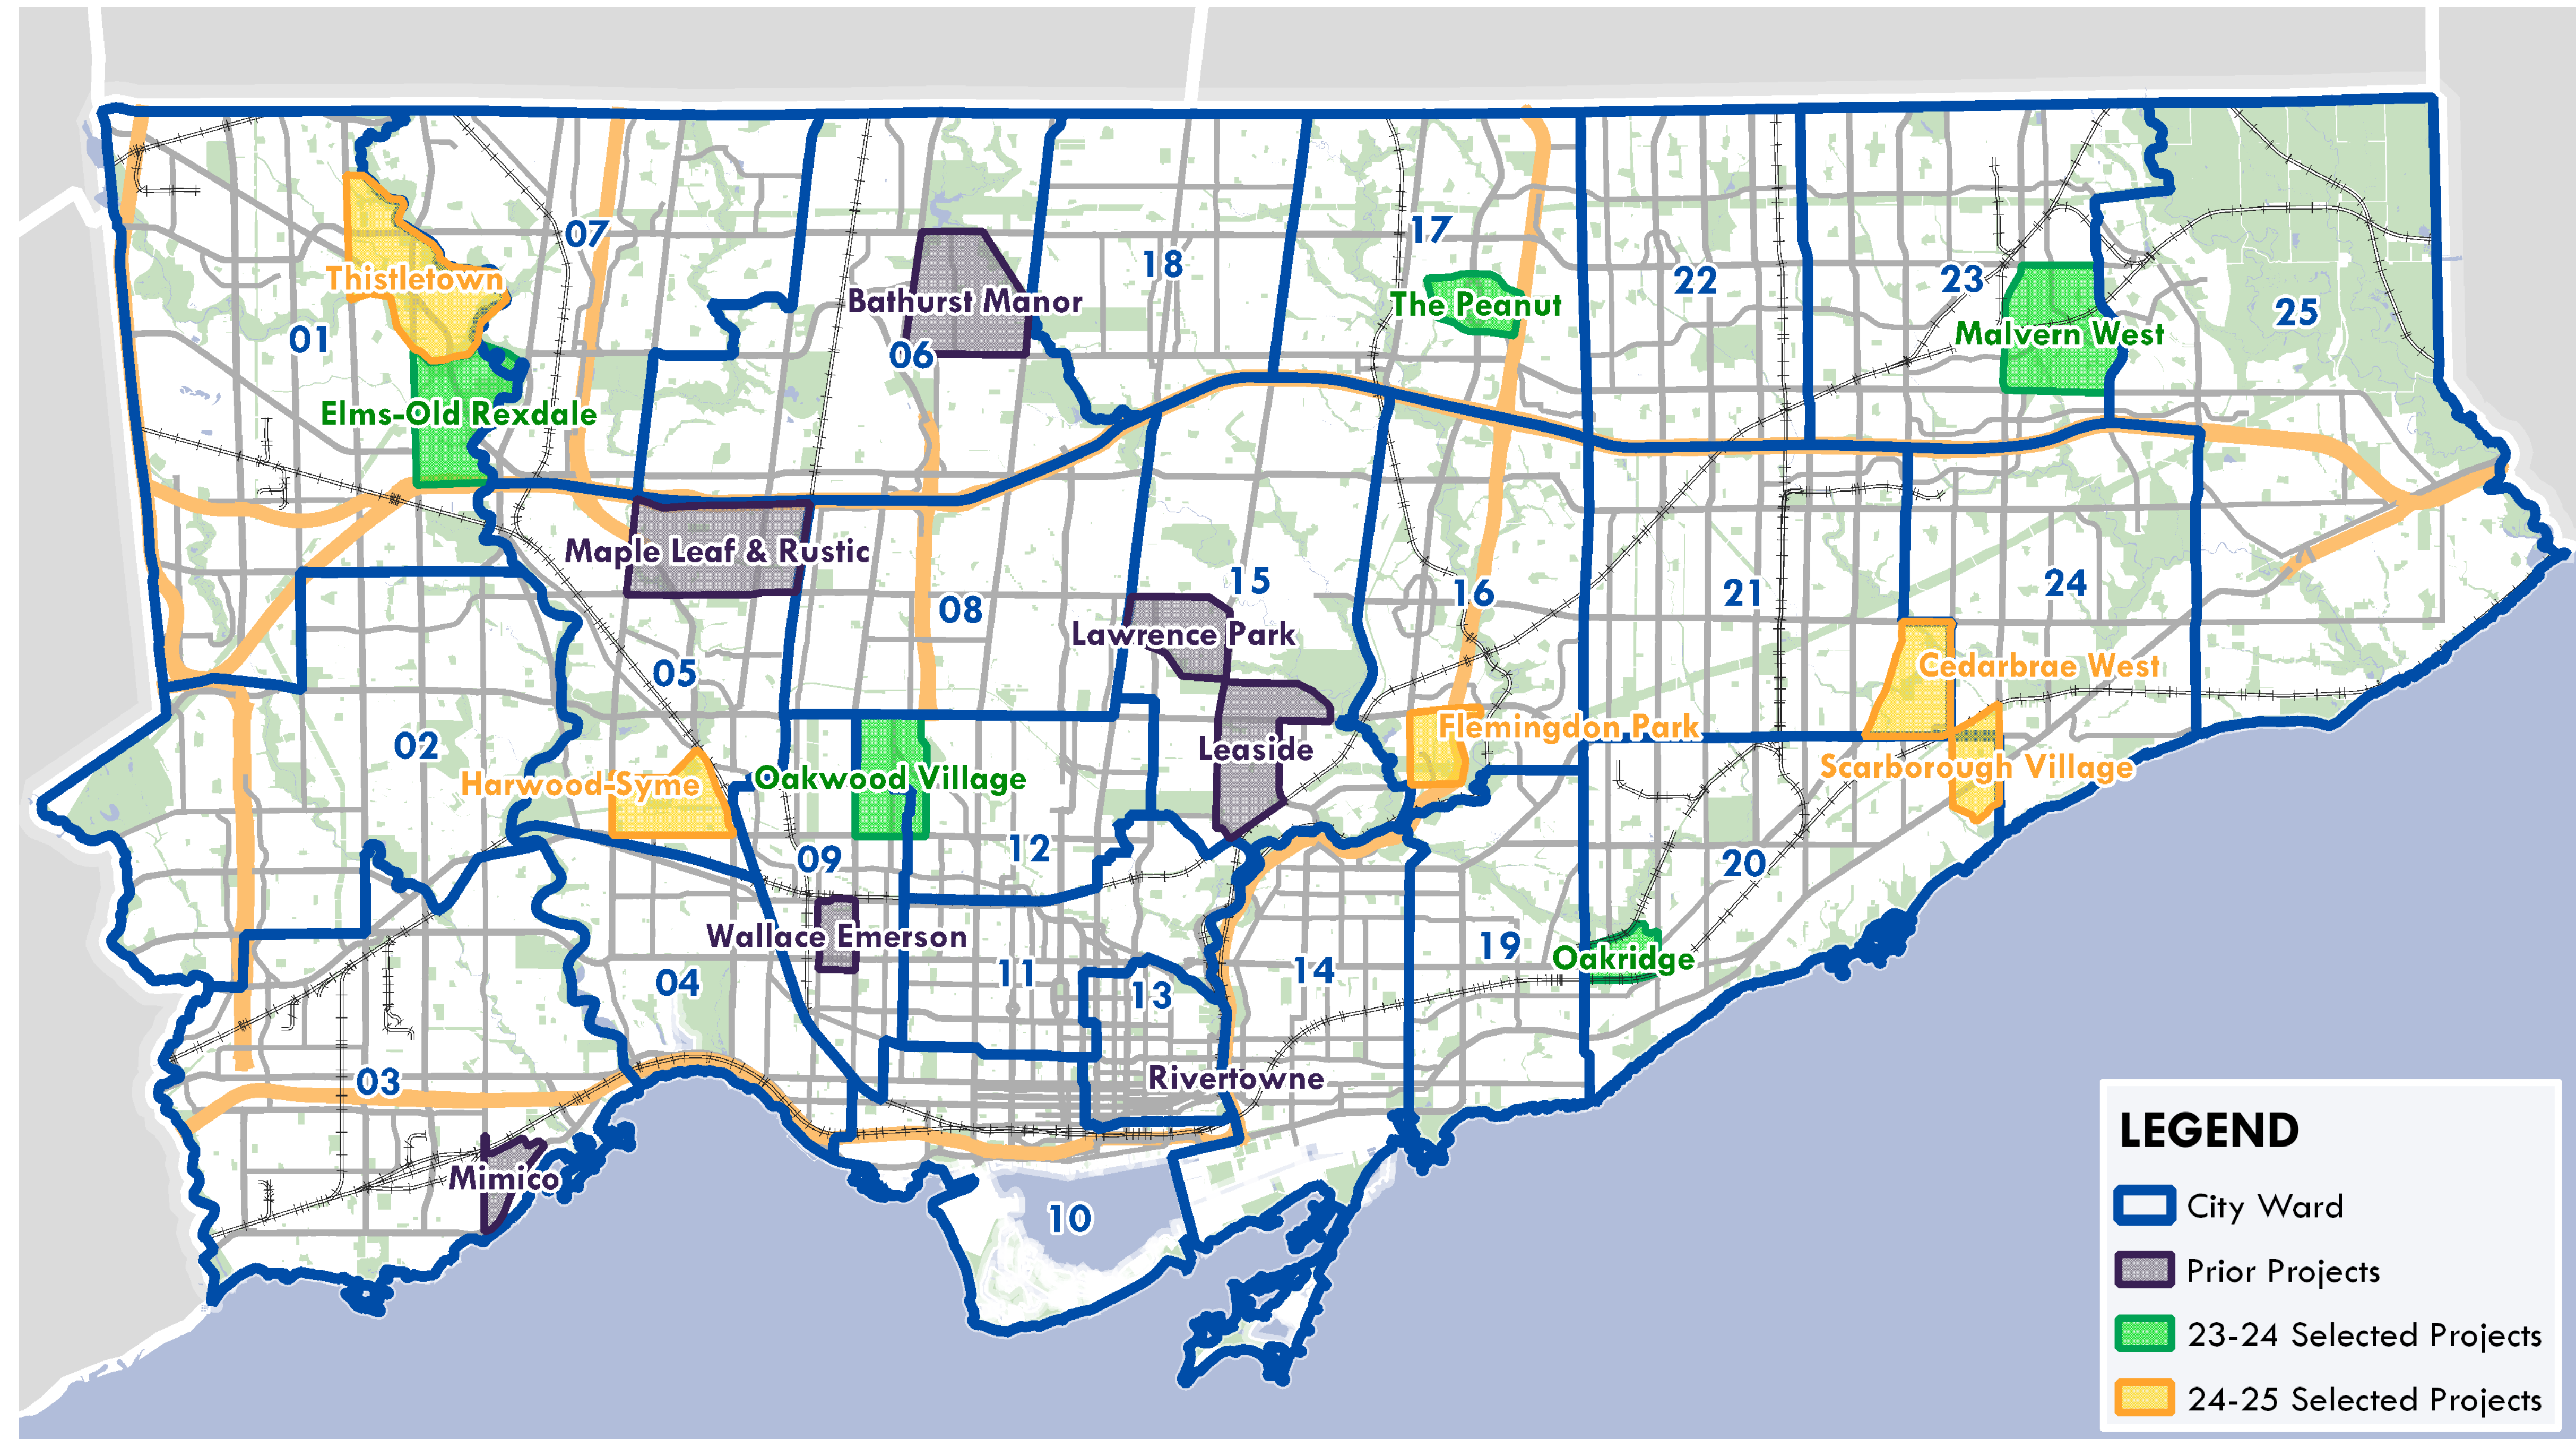 07
17
18
Thistletown
22
23
Bathurst Manor
The Peanut
25
01
Malvern West
06
Elms-Old Rexdale
Maple Leaf & Rustic
15
16
21
24
08
Lawrence Park
05
Cedarbrae West
Flemingdon Park
02
Leaside
Scarborough Village
Harwood-Syme
Oakwood Village
12
09
20
Wallace Emerson
19
Oakridge
04
11
14
13
03
Rivertowne
Mimico
10
LEGEND
City Ward
Prior Projects
23-24 Selected Projects
24-25 Selected Projects